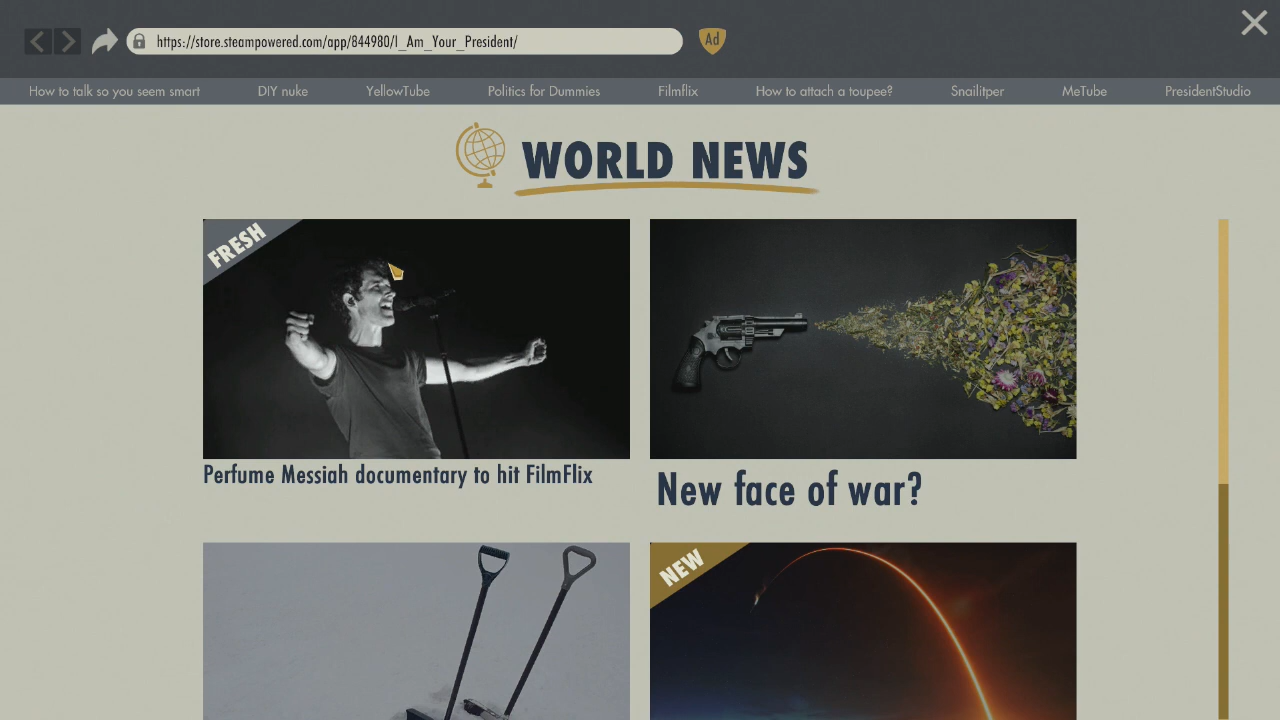 https://store.steampowered.com/app/844980/I_Am_Your_President/
Ad
How to talk so you seem smart
DIY nuke
YellowTube
Politics for Dummies
Filmflix
How to attach a toupee?
Snailitper
MeTube
PresidentStudio
WORLD NEWS
FRESH
Perfume Messiah documentary to hit FilmFlix
New face of war?
NEW